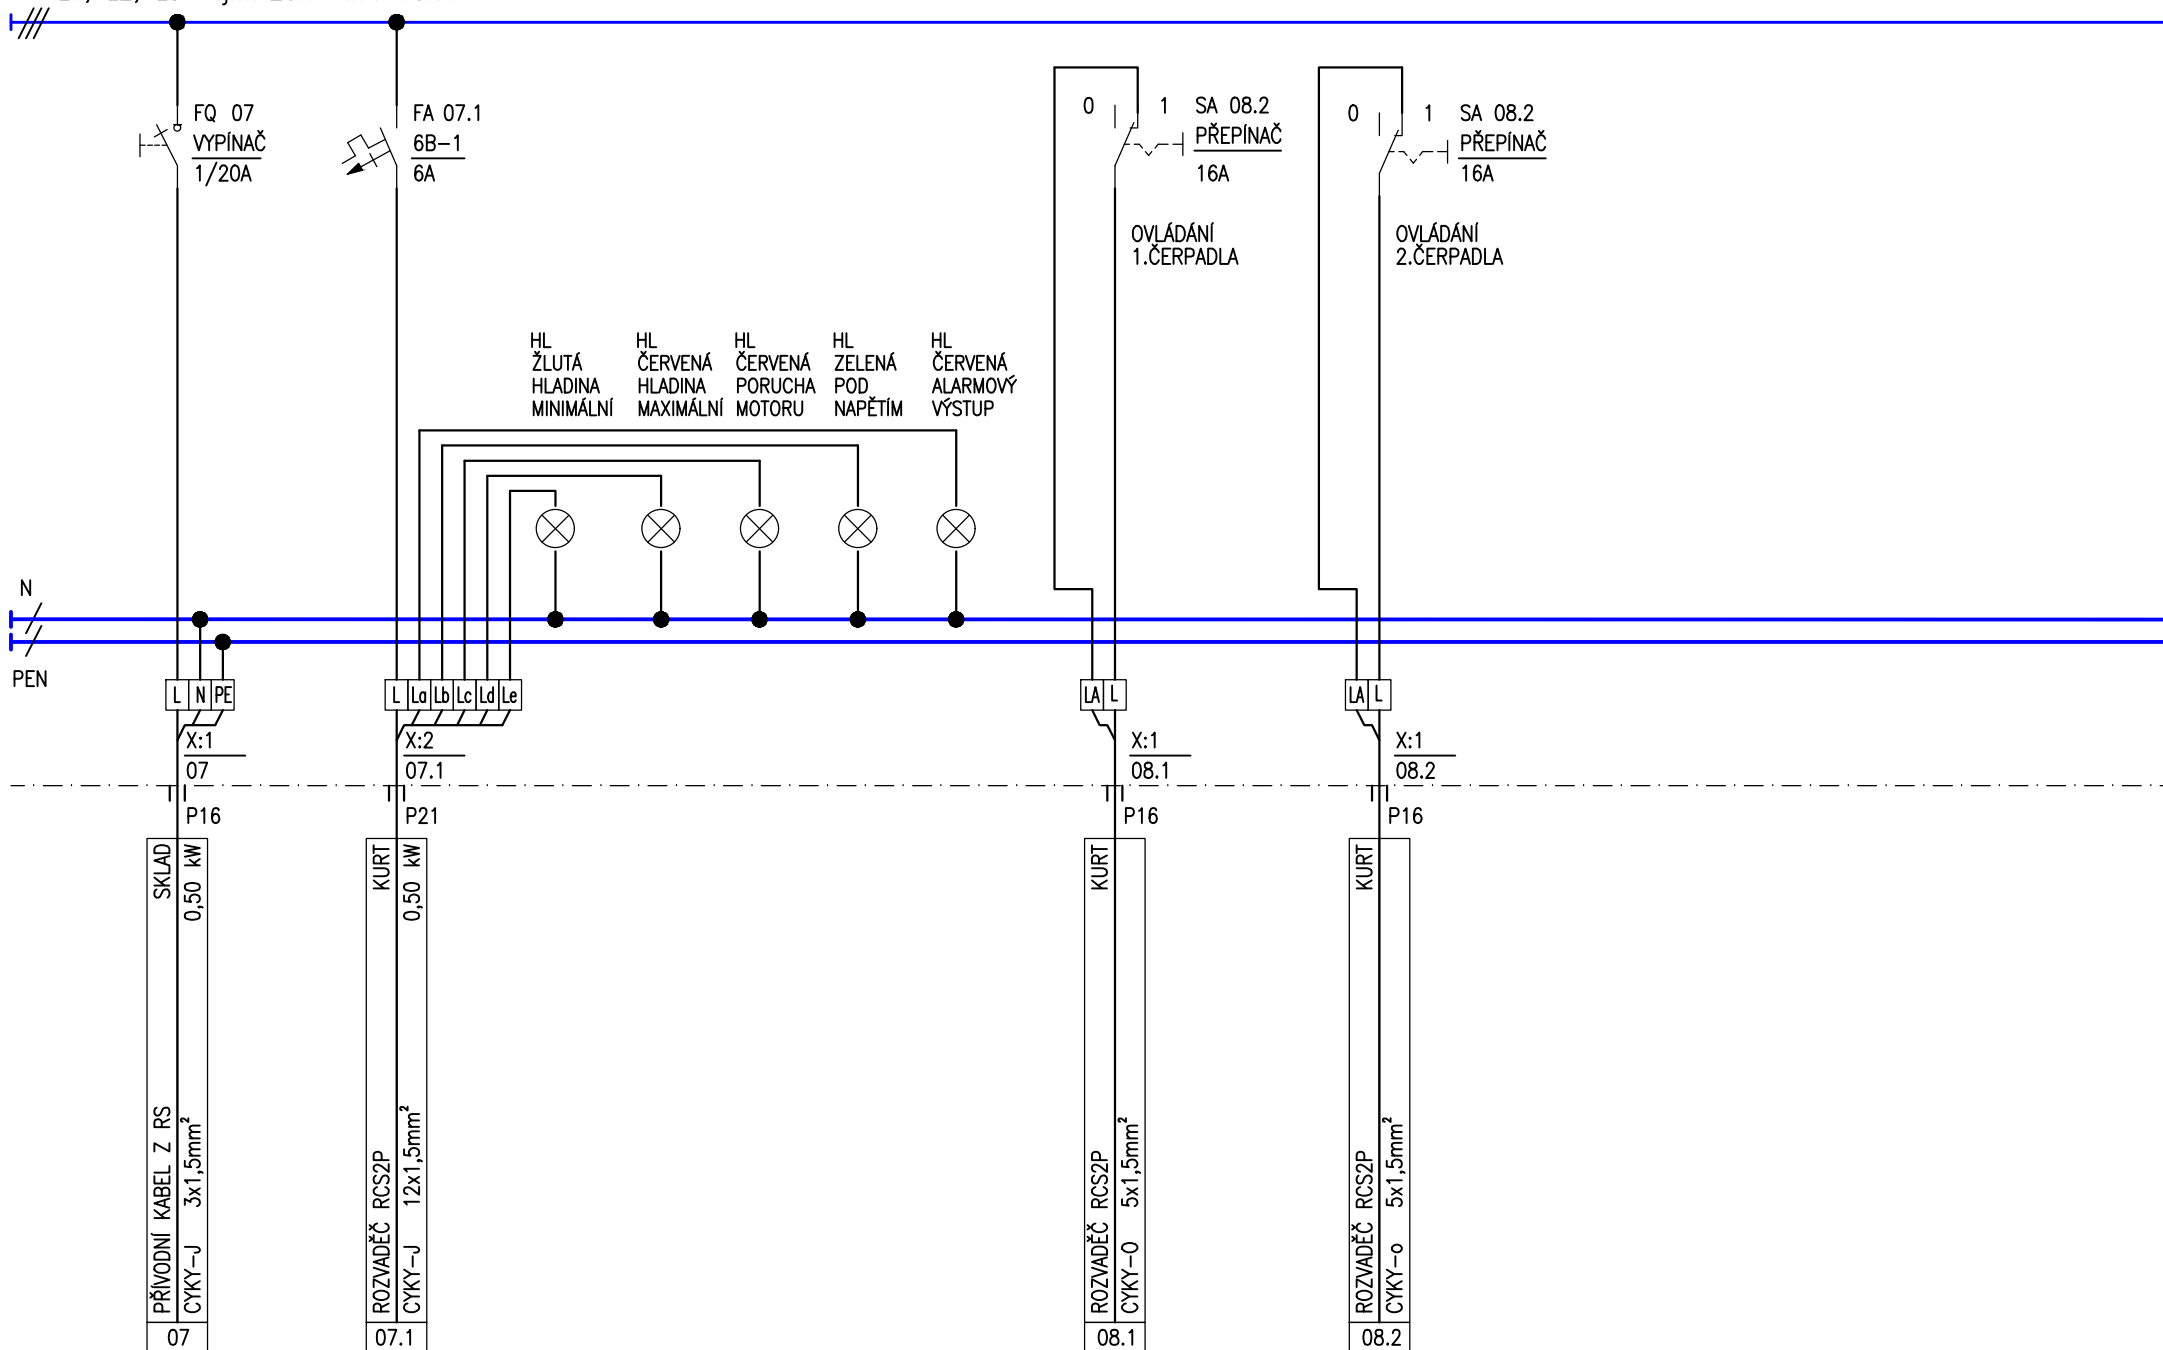 FQ 07
VYPÍNAČ
1/20A
FA 07.1
6B-1
6A
0
1
SA 08.2
PŘEPÍNAČ
16A
OVLÁDÁNÍ
1.ČERPADLA
0
1
SA 08.2
PŘEPÍNAČ
16A
OVLÁDÁNÍ
2.ČERPADLA
HL
ŽLUTÁ
HLADINA
MINIMÁLNÍ
HL
ČERVENÁ
HLADINA
MAXIMÁLNÍ
HL
ČERVENÁ
PORUCHA
MOTORU
HL
ZELENÁ
POD
NAPĚTÍM
HL
ČERVENÁ
ALARMOVÝ
VÝSTUP
N
PEN
L N PE
L La Lb Lc Ld Le
LA L
LA L
X:1
07
X:2
07.1
X:1
08.1
X:1
08.2
P16
P21
P16
P16
PŘÍVODNÍ KABEL Z RS SKLAD
CYKY-J 3x1,5mm² 0,50 kW
07
ROZVADĚČ RCS2P KURT
CYKY-J 12x1,5mm² 0,50 kW
07.1
ROZVADĚČ RCS2P KURT
CYKY-O 5x1,5mm²
08.1
ROZVADĚČ RCS2P KURT
CYKY-o 5x1,5mm²
08.2